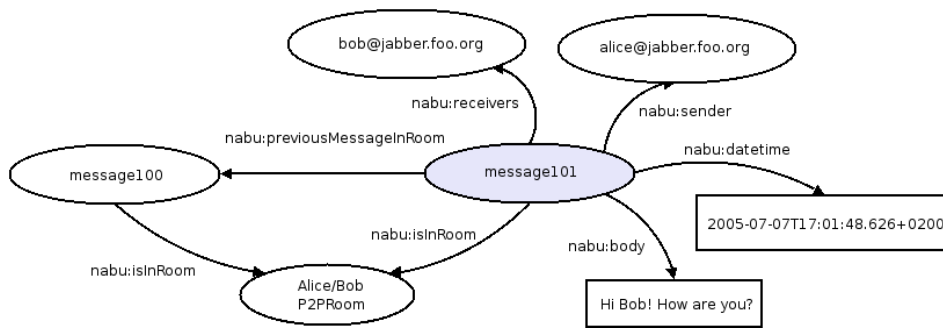 bob@jabber.foo.org
alice@jabber.foo.org
nabu:receivers
nabu:sender
nabu:previousMessageInRoom
nabu:datetime
message100
message101
2005-07-07T17:01:48.626+0200
nabu:isInRoom
nabu:body
nabu:isInRoom
Alice/Bob
P2PRoom
Hi Bob! How are you?